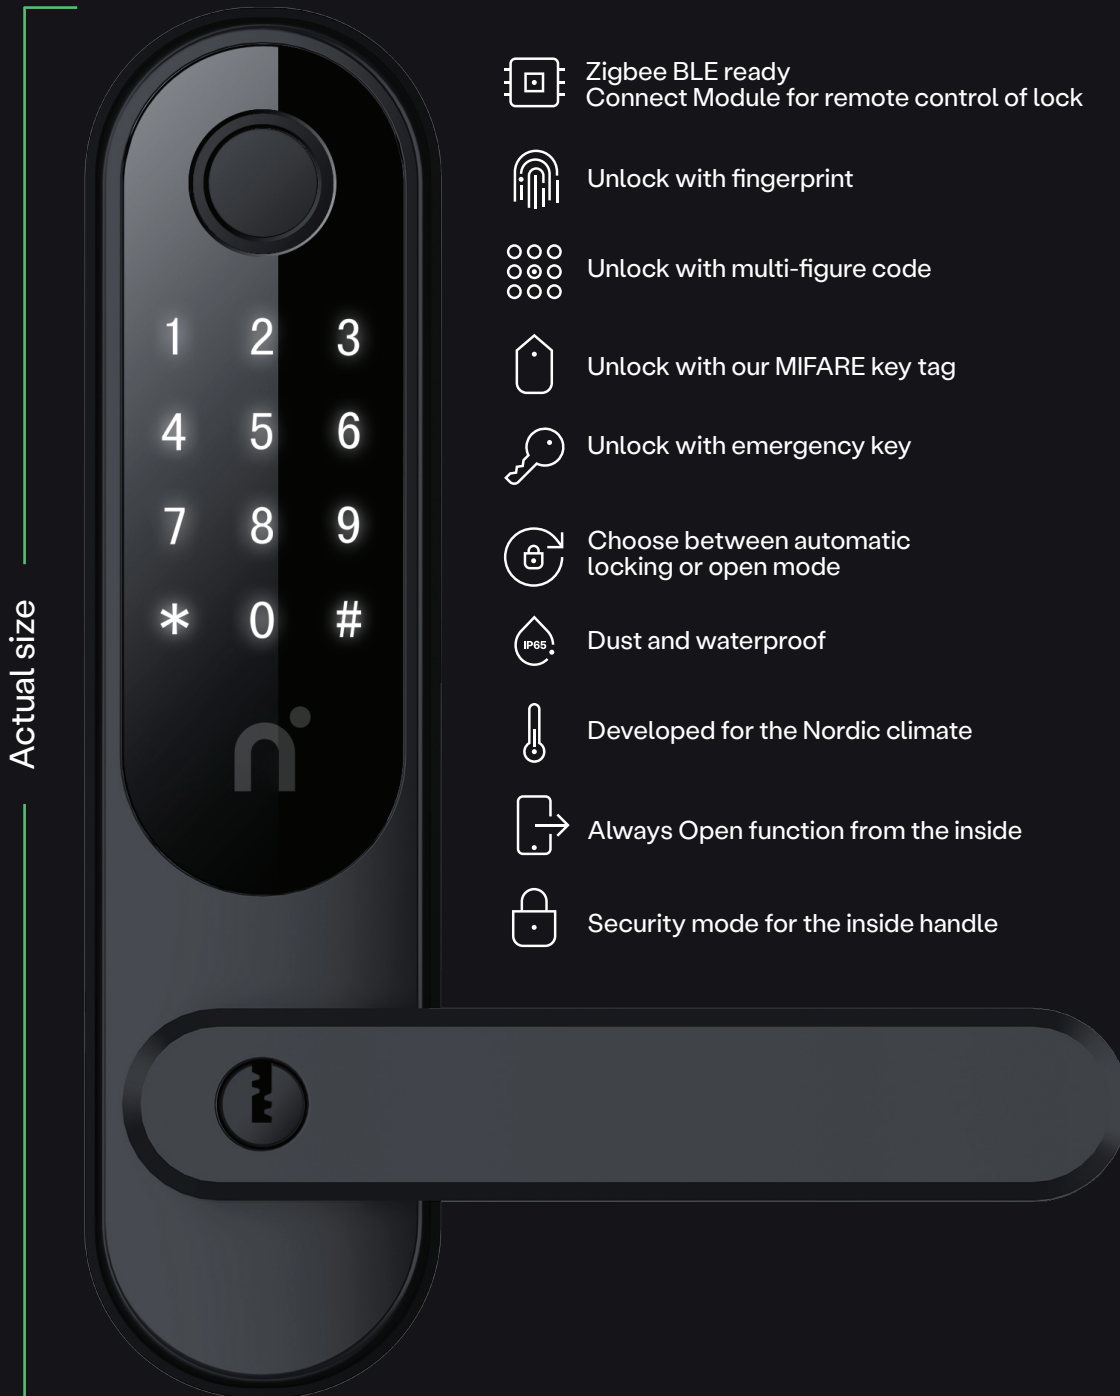 Zigbee BLE ready
Connect Module for remote control of lock
Unlock with fingerprint
Unlock with multi-figure code
Unlock with our MIFARE key tag
Unlock with emergency key
Choose between automatic
locking or open mode
IP65
Dust and waterproof
Developed for the Nordic climate
Always Open function from the inside
Security mode for the inside handle
1 2 3
4 5 6
7 8 9
* 0 #
n
Actual size